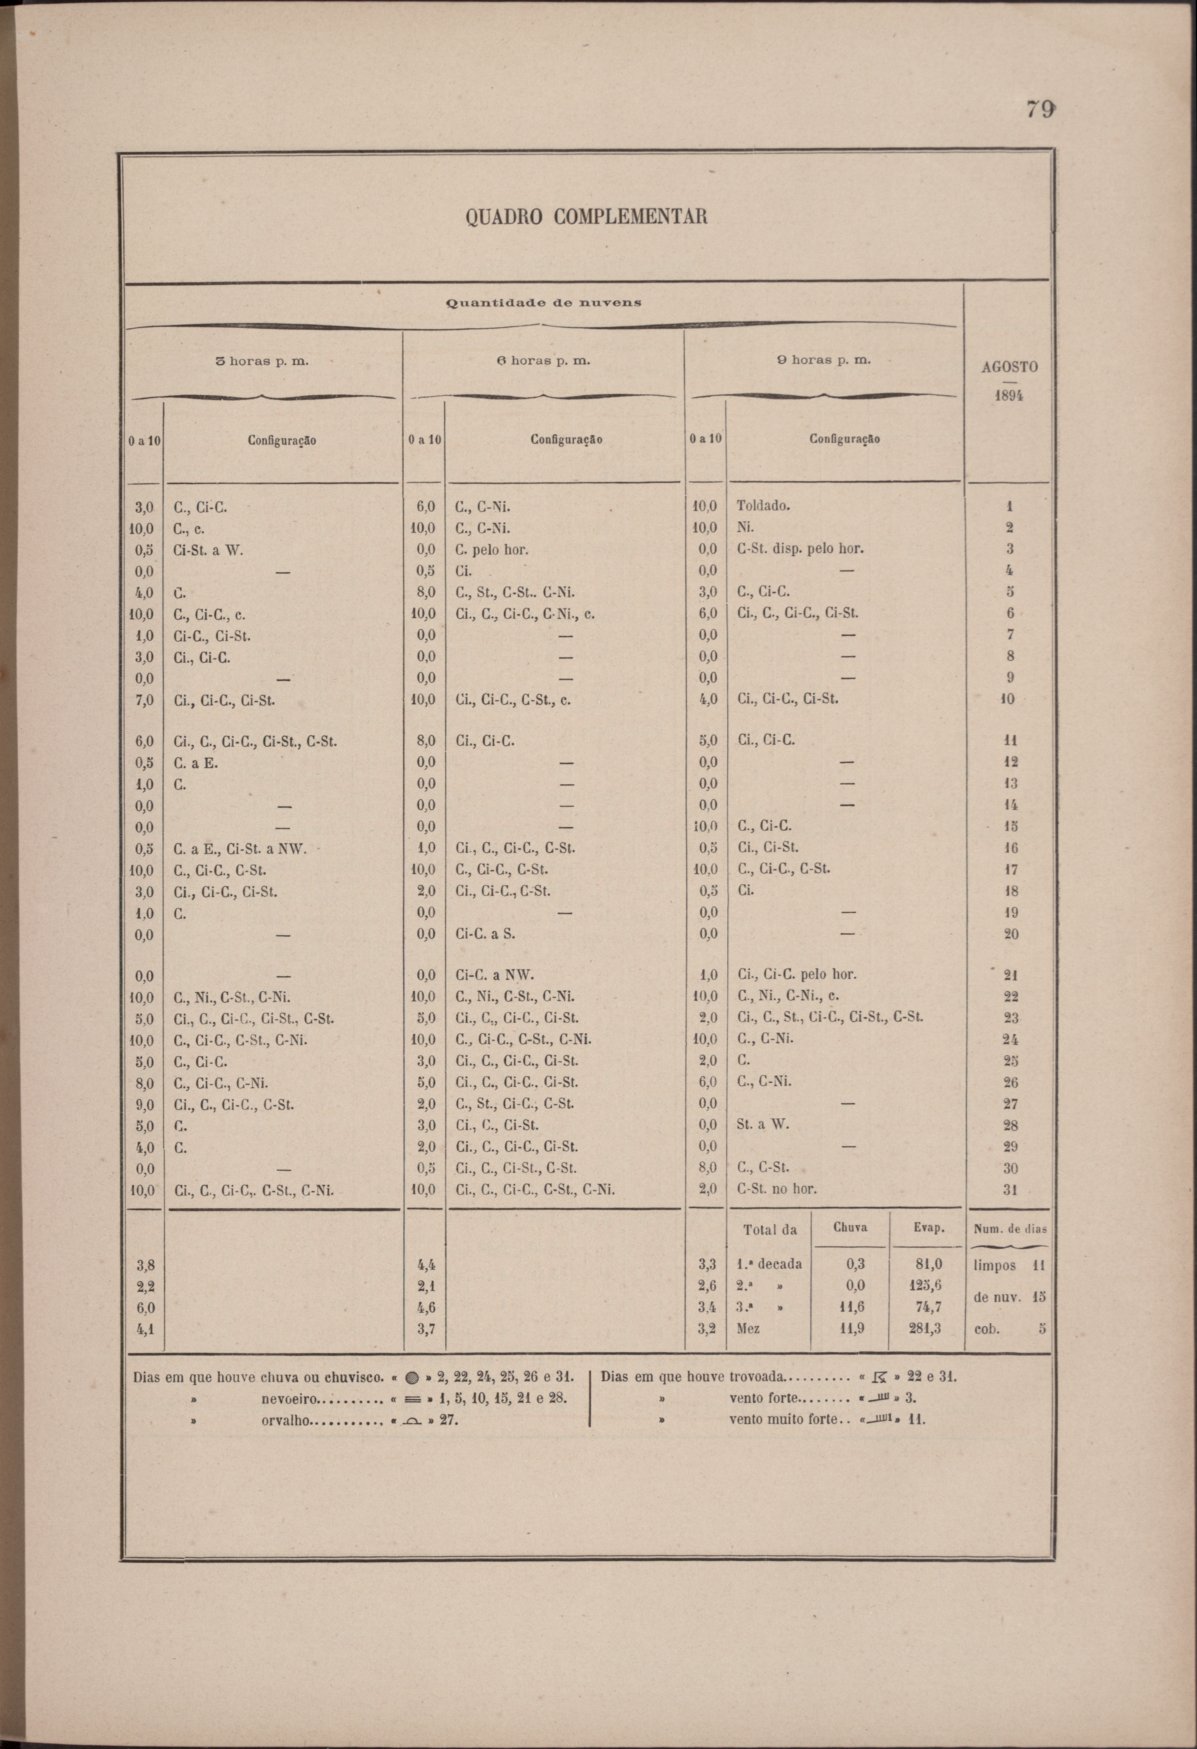 79
QUADRO COMPLEMENTAR
Quantidade de nuvens
3 horas p. m. 6 horas p. m. 9 horas p. m. AGOSTO
1894
0 a 10 Configuração 0 a 10 Configuração 0 a 10 Configuração
3,0 C., Ci-C. 6,0 C., C-Ni. 10,0 Toldado. 1
10,0 C., c. 10,0 C., C-Ni. 10,0 Ni. 2
0,5 Ci-St. a W. 0,0 C. pelo hor. 0,0 C-St. disp. pelo hor. 3
0,0 — 0,5 Ci. 0,0 — 4
4,0 C. 8,0 C., St., C-St.. C-Ni. 3,0 C., Ci-C. 5
10,0 C., Ci-C., c. 10,0 Ci., C., Ci-C., C-Ni., c. 6,0 Ci., C., Ci-C., Ci-St. 6
1,0 Ci-C., Ci-St. 0,0 — 0,0 — 7
3,0 Ci., Ci-C. 0,0 — 0,0 — 8
0,0 — 0,0 — 0,0 — 9
7,0 Ci., Ci-C., Ci-St. 10,0 Ci., Ci-C., C-St., c. 4,0 Ci., Ci-C., Ci-St. 10
6,0 Ci., C., Ci-C., Ci-St., C-St. 8,0 Ci., Ci-C. 5,0 Ci., Ci-C. 11
0,5 C. a E. 0,0 — 0,0 — 12
1,0 C. 0,0 — 0,0 — 13
0,0 — 0,0 — 0,0 — 14
0,0 — 0,0 — 10,0 C., Ci-C. 15
0,5 C. a E., Ci-St. a NW. 1,0 Ci., C., Ci-C., C-St. 0,5 Ci., Ci-St. 16
10,0 C., Ci-C., C-St. 10,0 C., Ci-C., C-St. 10,0 C., Ci-C., C-St. 17
3,0 Ci., Ci-C., Ci-St. 2,0 Ci., Ci-C., C-St. 0,5 Ci. 18
1,0 C. 0,0 — 0,0 — 19
0,0 — 0,0 Ci-C. a S. 0,0 — 20
0,0 — 0,0 Ci-C. a NW. 1,0 Ci., Ci-C. pelo hor. 21
10,0 C., Ni., C-St., C-Ni. 10,0 C., Ni., C-St., C-Ni. 10,0 C., Ni., C-Ni., c. 22
5,0 Ci., C., Ci-C., Ci-St., C-St. 5,0 Ci., C., Ci-C., Ci-St. 2,0 Ci., C., St., Ci-C., Ci-St., C-St. 23
10,0 C., Ci-C., C-St., C-Ni. 10,0 C., Ci-C., C-St., C-Ni. 10,0 C., C-Ni. 24
5,0 C., Ci-C. 3,0 Ci., C., Ci-C., Ci-St. 2,0 C. 25
8,0 C., Ci-C., C-Ni. 5,0 Ci., C., Ci-C., Ci-St. 6,0 C., C-Ni. 26
9,0 Ci., C., Ci-C., C-St. 2,0 C., St., Ci-C., C-St. 0,0 — 27
5,0 C. 3,0 Ci., C., Ci-St. 0,0 St. a W. 28
4,0 C. 2,0 Ci., C., Ci-C., Ci-St. 0,0 — 29
0,0 — 0,5 Ci., C., Ci-St., C-St. 8,0 C., C-St. 30
10,0 Ci., C., Ci-C,. C-St., C-Ni. 10,0 Ci., C., Ci-C., C-St., C-Ni. 2,0 C-St. no hor. 31
Total da Chuva Evap. Num. de dias
3,8 4,4 3,3 1.ª decada 0,3 81,0 limpos 11
2,2 2,1 2,6 2.ª » 0,0 125,6
de nuv. 15
6,0 4,6 3,4 3.ª » 11,6 74,7
4,1 3,7 3,2 Mez 11,9 281,3 cob. 5
Dias em que houve chuva ou chuvisco. « » 2, 22, 24, 25, 26 e 31. Dias em que houve trovoada.......... « » 22 e 31.
» nevoeiro.......... « » 1, 5, 10, 15, 21 e 28. » vento forte........ « » 3.
» orvalho........... « » 27. » vento muito forte.. « » 11.